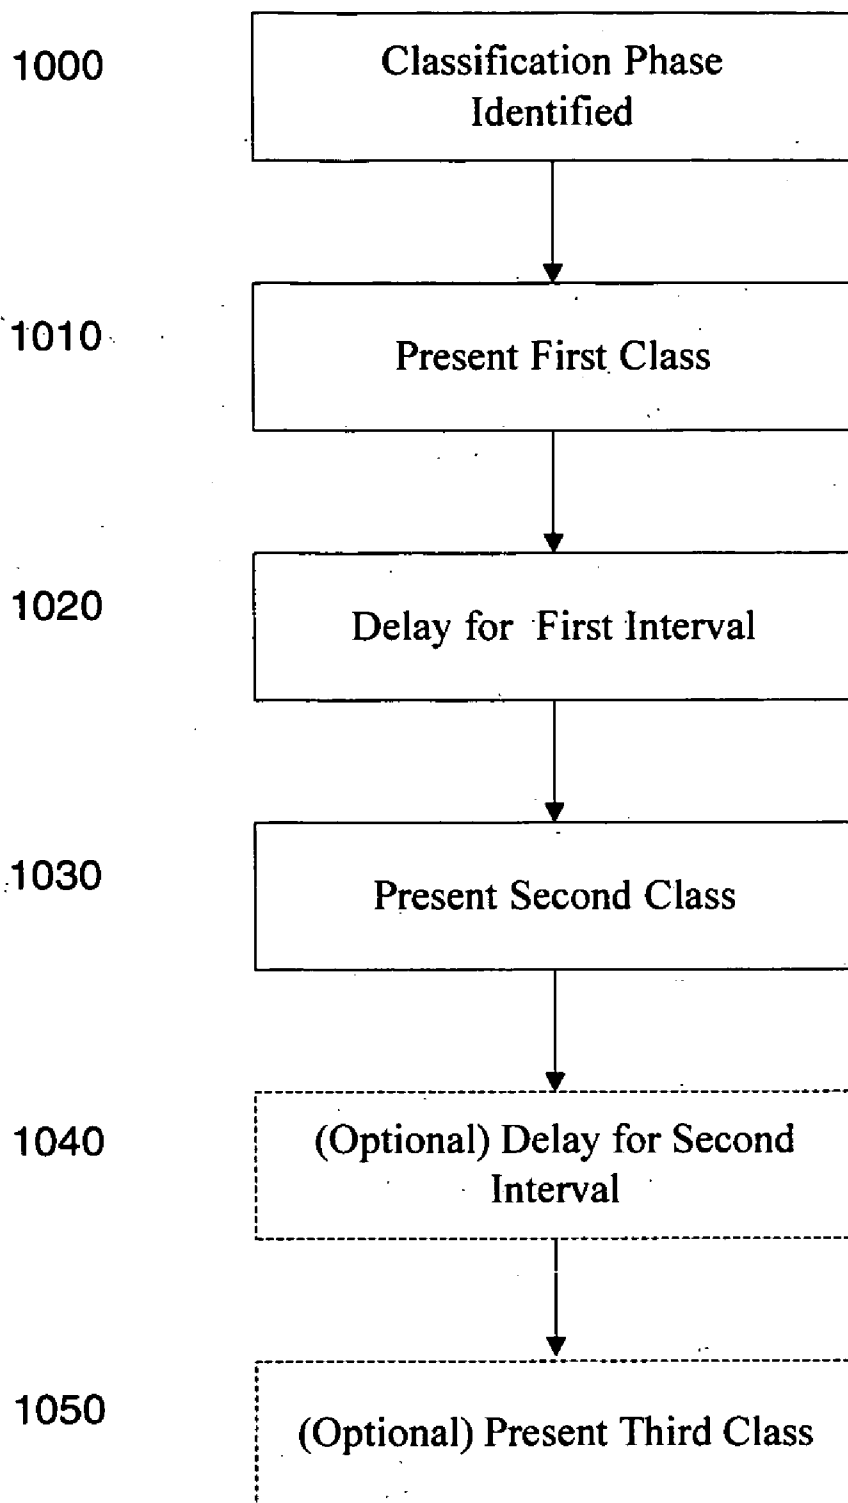 1000
Classification Phase
Identified
1010
Present First Class
1020
Delay for First Interval
1030
Present Second Class
1040
(Optional) Delay for Second
Interval
1050
(Optional) Present Third Class